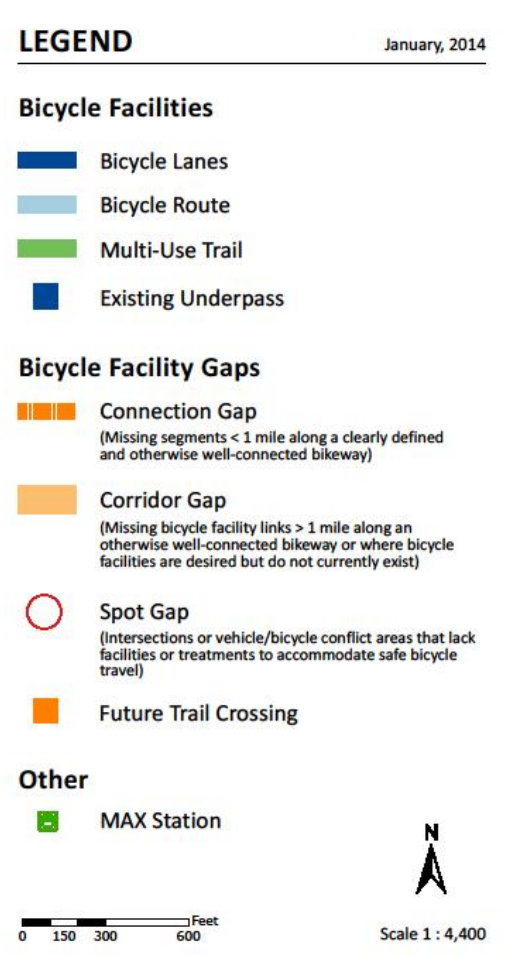 LEGEND
January, 2014
Bicycle Facilities
Bicycle Lanes
Bicycle Route
Multi-Use Trail
Existing Underpass
Bicycle Facility Gaps
Connection Gap
(Missing segments < 1 mile along a clearly defined
and otherwise well-connected bikeway)
Corridor Gap
(Missing bicycle facility links > 1 mile along an
otherwise well-connected bikeway or where bicycle
facilities are desired but do not currently exist)
Spot Gap
(Intersections or vehicle/bicycle conflict areas that lack
facilities or treatments to accommodate safe bicycle
travel)
Future Trail Crossing
Other
MAX Station
N
Feet
0 150 300 600
Scale 1 : 4,400